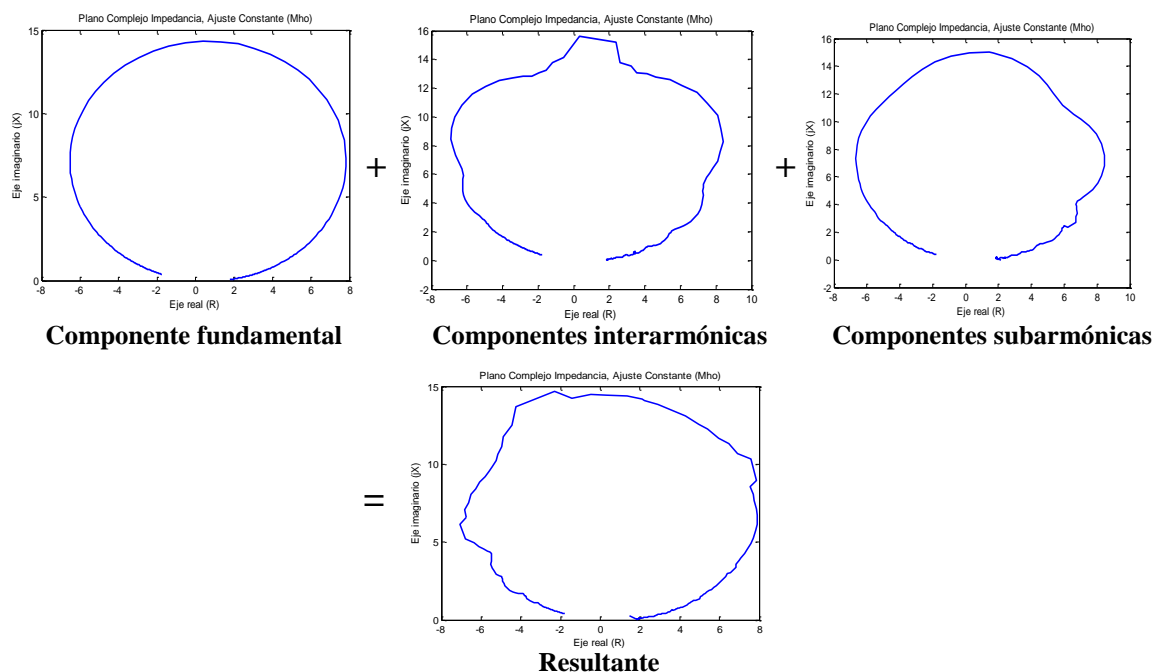 Plano Complejo Impedancia, Ajuste Constante (Mho)
15
10
5
0
Eje imaginario (jX)
-8 -6 -4 -2 0 2 4 6 8
Eje real (R)
Componente fundamental
+
Plano Complejo Impedancia, Ajuste Constante (Mho)
16
14
12
10
8
6
4
2
0
-2
Eje imaginario (jX)
-8 -6 -4 -2 0 2 4 6 8 10
Eje real (R)
Componentes interarmónicas
+
Plano Complejo Impedancia, Ajuste Constante (Mho)
16
14
12
10
8
6
4
2
0
-2
Eje imaginario (jX)
-8 -6 -4 -2 0 2 4 6 8 10
Eje real (R)
Componentes subarmónicas
=
Plano Complejo Impedancia, Ajuste Constante (Mho)
15
10
5
0
Eje imaginario (jX)
-8 -6 -4 -2 0 2 4 6 8
Eje real (R)
Resultante